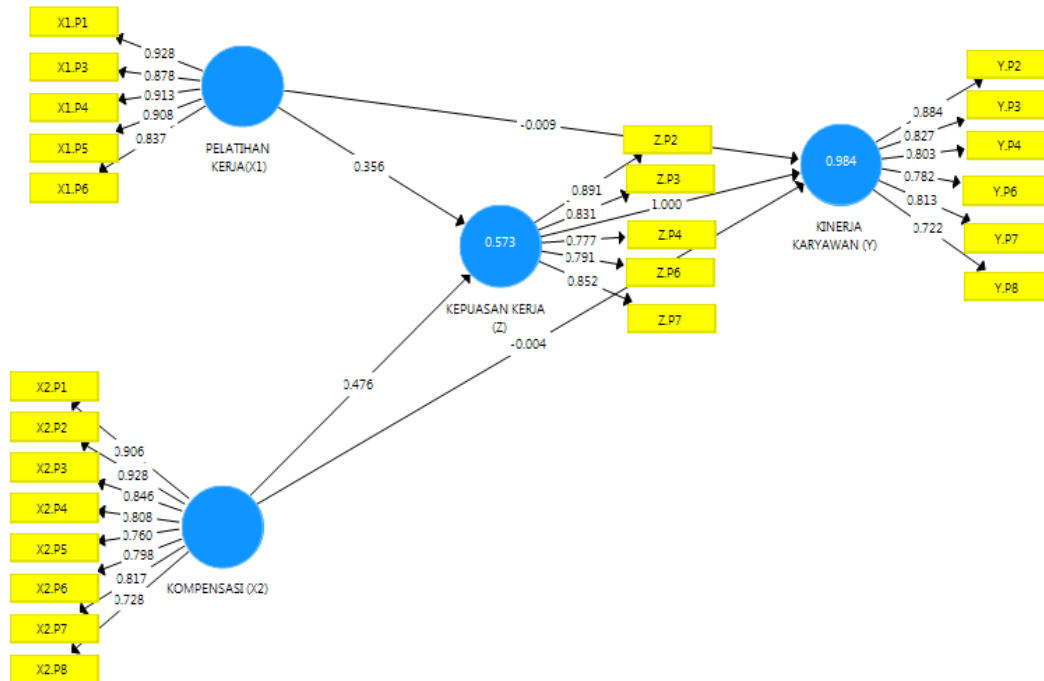 X1.P1
X1.P3
X1.P4
X1.P5
X1.P6
0.928
0.878
0.913
0.908
0.837
PELATIHAN
KERJA(X1)
-0.009
0.356
Z.P2
Z.P3
Z.P4
Z.P6
Z.P7
0.891
0.831
1.000
0.777
0.791
0.852
0.573
KEPUASAN KERJA
(Z)
-0.004
0.476
Y.P2
Y.P3
Y.P4
Y.P6
Y.P7
Y.P8
0.884
0.827
0.803
0.782
0.813
0.722
0.984
KINERJA
KARYAWAN (Y)
X2.P1
X2.P2
X2.P3
X2.P4
X2.P5
X2.P6
X2.P7
X2.P8
0.906
0.928
0.846
0.808
0.760
0.798
0.817
0.728
KOMPENSASI (X2)